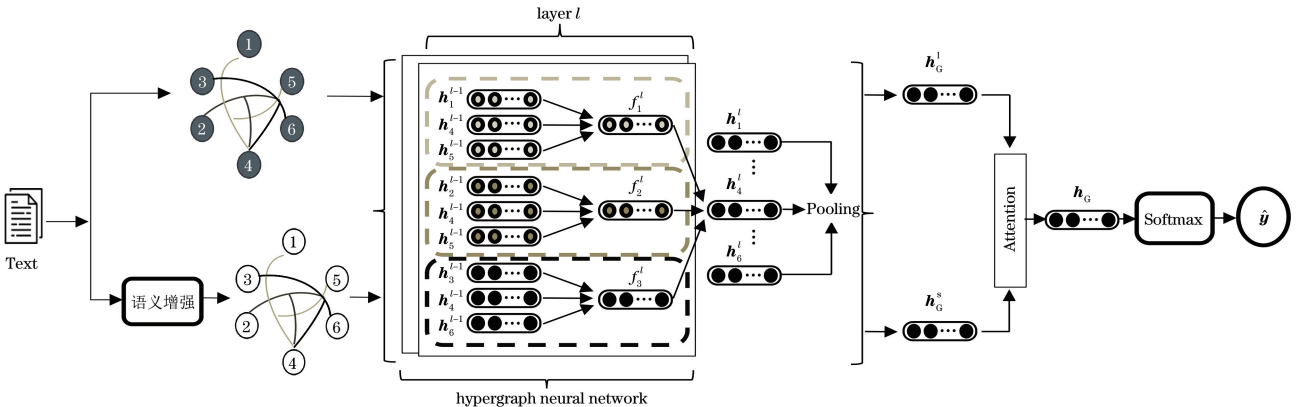 layer l
1
3
5
2
6
4
Text
语义增强
1
3
5
2
6
4
h_1^{l-1}
h_4^{l-1}
h_5^{l-1}
f_1^l
h_2^{l-1}
h_4^{l-1}
h_5^{l-1}
f_2^l
h_3^{l-1}
h_4^{l-1}
h_6^{l-1}
f_3^l
hypergraph neural network
h_1^l
h_4^l
h_6^l
Pooling
h_G^l
h_G^s
Attention
h_G
Softmax
ŷ